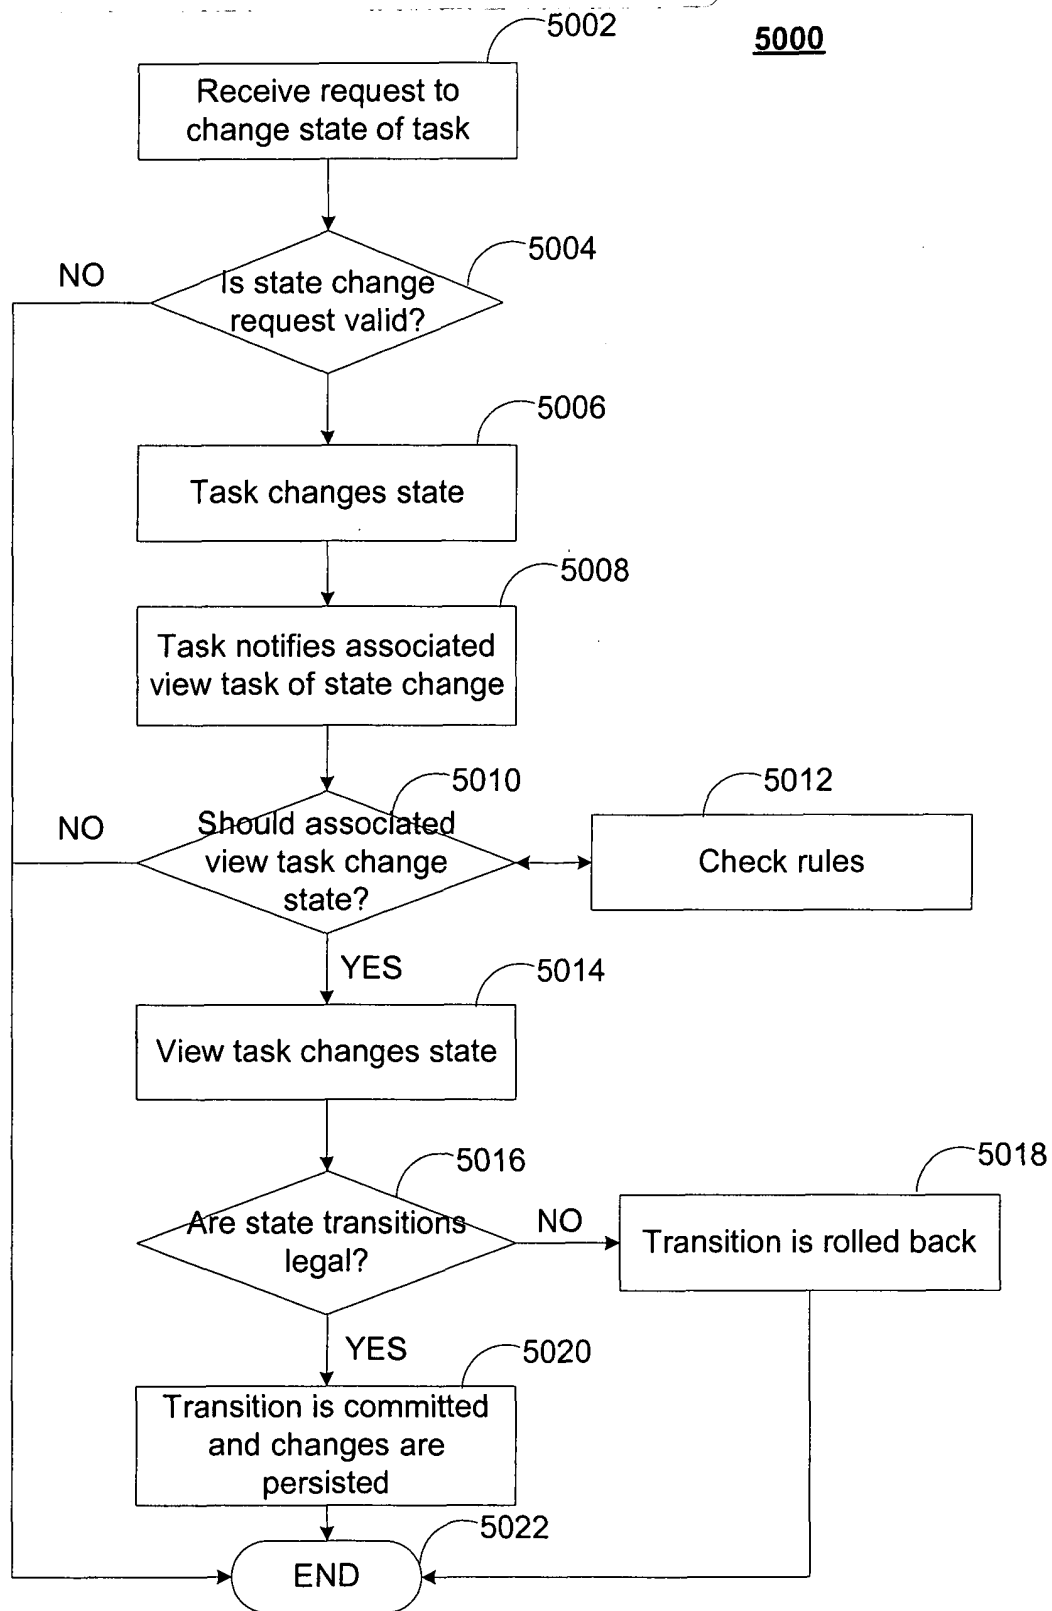 5002
5000
Receive request to
change state of task
5004
NO
Is state change
request valid?
5006
Task changes state
5008
Task notifies associated
view task of state change
5010
5012
NO
Should associated
view task change
state?
Check rules
YES
5014
View task changes state
5016
5018
Are state transitions
legal?
NO
Transition is rolled back
YES
5020
Transition is committed
and changes are
persisted
5022
END